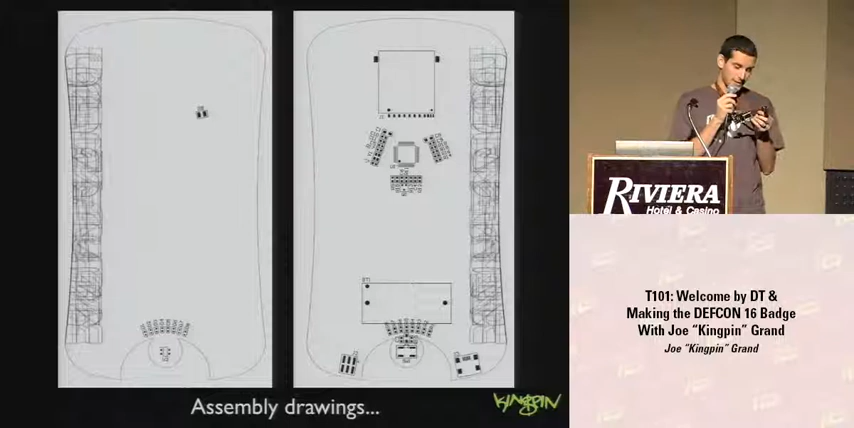 Assembly drawings...
KINGPIN
RIVIERA
Hotel & Casino
T101: Welcome by DT &
Making the DEFCON 16 Badge
With Joe "Kingpin" Grand
Joe "Kingpin" Grand